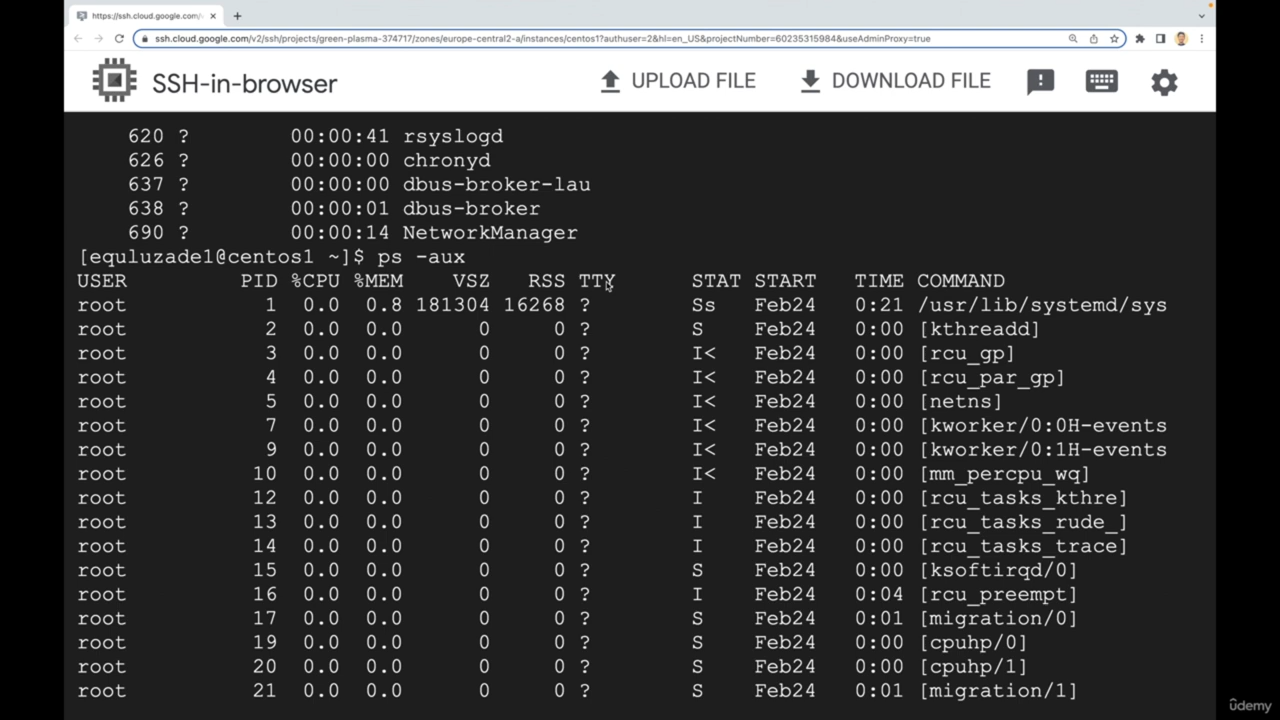 https://ssh.cloud.google.com/v
ssh.cloud.google.com/v2/ssh/projects/green-plasma-374717/zones/europe-central2-a/instances/centos1?authuser=2&hl=en_US&projectNumber=60235315984&useAdminProxy=true
SSH-in-browser UPLOAD FILE DOWNLOAD FILE
620 ? 00:00:41 rsyslogd
626 ? 00:00:00 chronyd
637 ? 00:00:00 dbus-broker-lau
638 ? 00:00:01 dbus-broker
690 ? 00:00:14 NetworkManager
[equluzade1@centos1 ~]$ ps -aux
USER PID %CPU %MEM VSZ RSS TTY STAT START TIME COMMAND
root 1 0.0 0.8 181304 16268 ? Ss Feb24 0:21 /usr/lib/systemd/sys
root 2 0.0 0.0 0 0 ? S Feb24 0:00 [kthreadd]
root 3 0.0 0.0 0 0 ? I< Feb24 0:00 [rcu_gp]
root 4 0.0 0.0 0 0 ? I< Feb24 0:00 [rcu_par_gp]
root 5 0.0 0.0 0 0 ? I< Feb24 0:00 [netns]
root 7 0.0 0.0 0 0 ? I< Feb24 0:00 [kworker/0:0H-events
root 9 0.0 0.0 0 0 ? I< Feb24 0:00 [kworker/0:1H-events
root 10 0.0 0.0 0 0 ? I< Feb24 0:00 [mm_percpu_wq]
root 12 0.0 0.0 0 0 ? I Feb24 0:00 [rcu_tasks_kthre]
root 13 0.0 0.0 0 0 ? I Feb24 0:00 [rcu_tasks_rude_]
root 14 0.0 0.0 0 0 ? I Feb24 0:00 [rcu_tasks_trace]
root 15 0.0 0.0 0 0 ? S Feb24 0:00 [ksoftirqd/0]
root 16 0.0 0.0 0 0 ? I Feb24 0:04 [rcu_preempt]
root 17 0.0 0.0 0 0 ? S Feb24 0:01 [migration/0]
root 19 0.0 0.0 0 0 ? S Feb24 0:00 [cpuhp/0]
root 20 0.0 0.0 0 0 ? S Feb24 0:00 [cpuhp/1]
root 21 0.0 0.0 0 0 ? S Feb24 0:01 [migration/1]
ûdemy